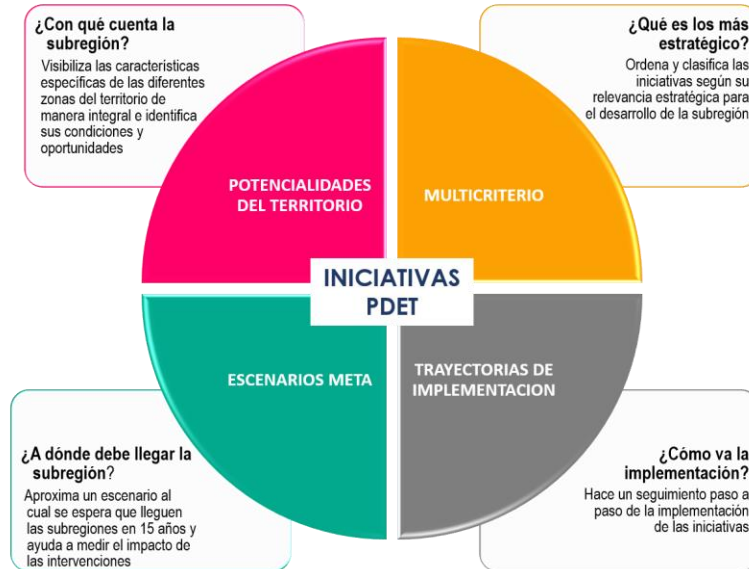 ¿Con qué cuenta la
subregión?
Visibiliza las características
especificas de las diferentes
zonas del territorio de
manera integral e identifica
sus condiciones y
oportunidades
¿Qué es los más
estratégico?
Ordena y clasifica las
iniciativas según su
relevancia estratégica para
el desarrollo de la subregión
POTENCIALIDADES
DEL TERRITORIO
MULTICRITERIO
INICIATIVAS
PDET
ESCENARIOS META
TRAYECTORIAS DE
IMPLEMENTACION
¿A dónde debe llegar la
subregión?
Aproxima un escenario al
cual se espera que lleguen
las subregiones en 15 años y
ayuda a medir el impacto de
las intervenciones
¿Cómo va la
implementación?
Hace un seguimiento paso a
paso de la implementación
de las iniciativas